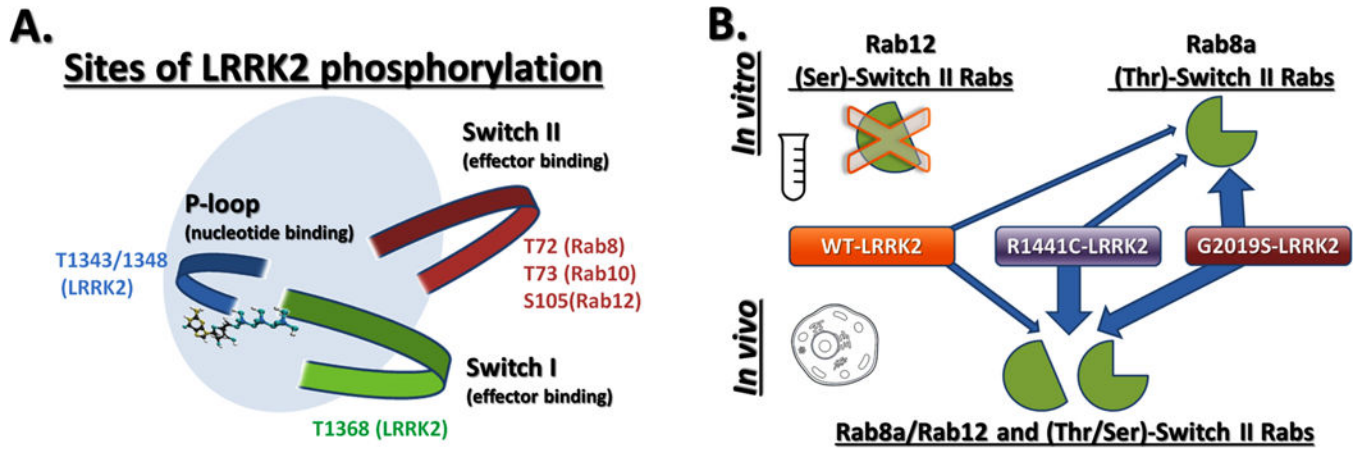 A.
Sites of LRRK2 phosphorylation
Switch II
(effector binding)
P-loop
(nucleotide binding)
T1343/1348
(LRRK2)
T72 (Rab8)
T73 (Rab10)
S105(Rab12)
Switch I
(effector binding)
T1368 (LRRK2)
B.
In vitro
Rab12
(Ser)-Switch II Rabs
Rab8a
(Thr)-Switch II Rabs
WT-LRRK2
R1441C-LRRK2
G2019S-LRRK2
In vivo
Rab8a/Rab12 and (Thr/Ser)-Switch II Rabs